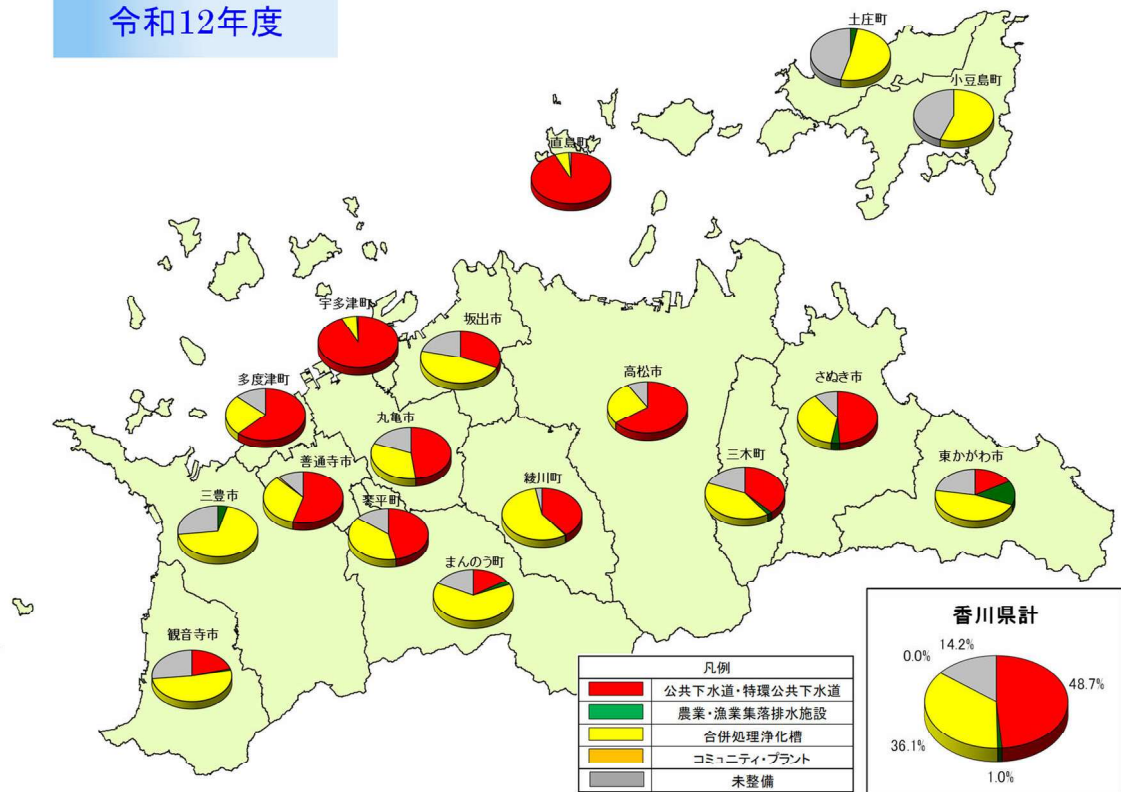 令和12年度
土庄町
小豆島町
直島町
宇多津町
坂出市
多度津町
高松市
さぬき市
丸亀市
善通寺市
三木町
東かがわ市
綾川町
三豊市
琴平町
まんのう町
観音寺市
香川県計
0.0%
14.2%
48.7%
36.1%
1.0%
凡例
公共下水道・特環公共下水道
農業・漁業集落排水施設
合併処理浄化槽
コミュニティ・プラント
未整備